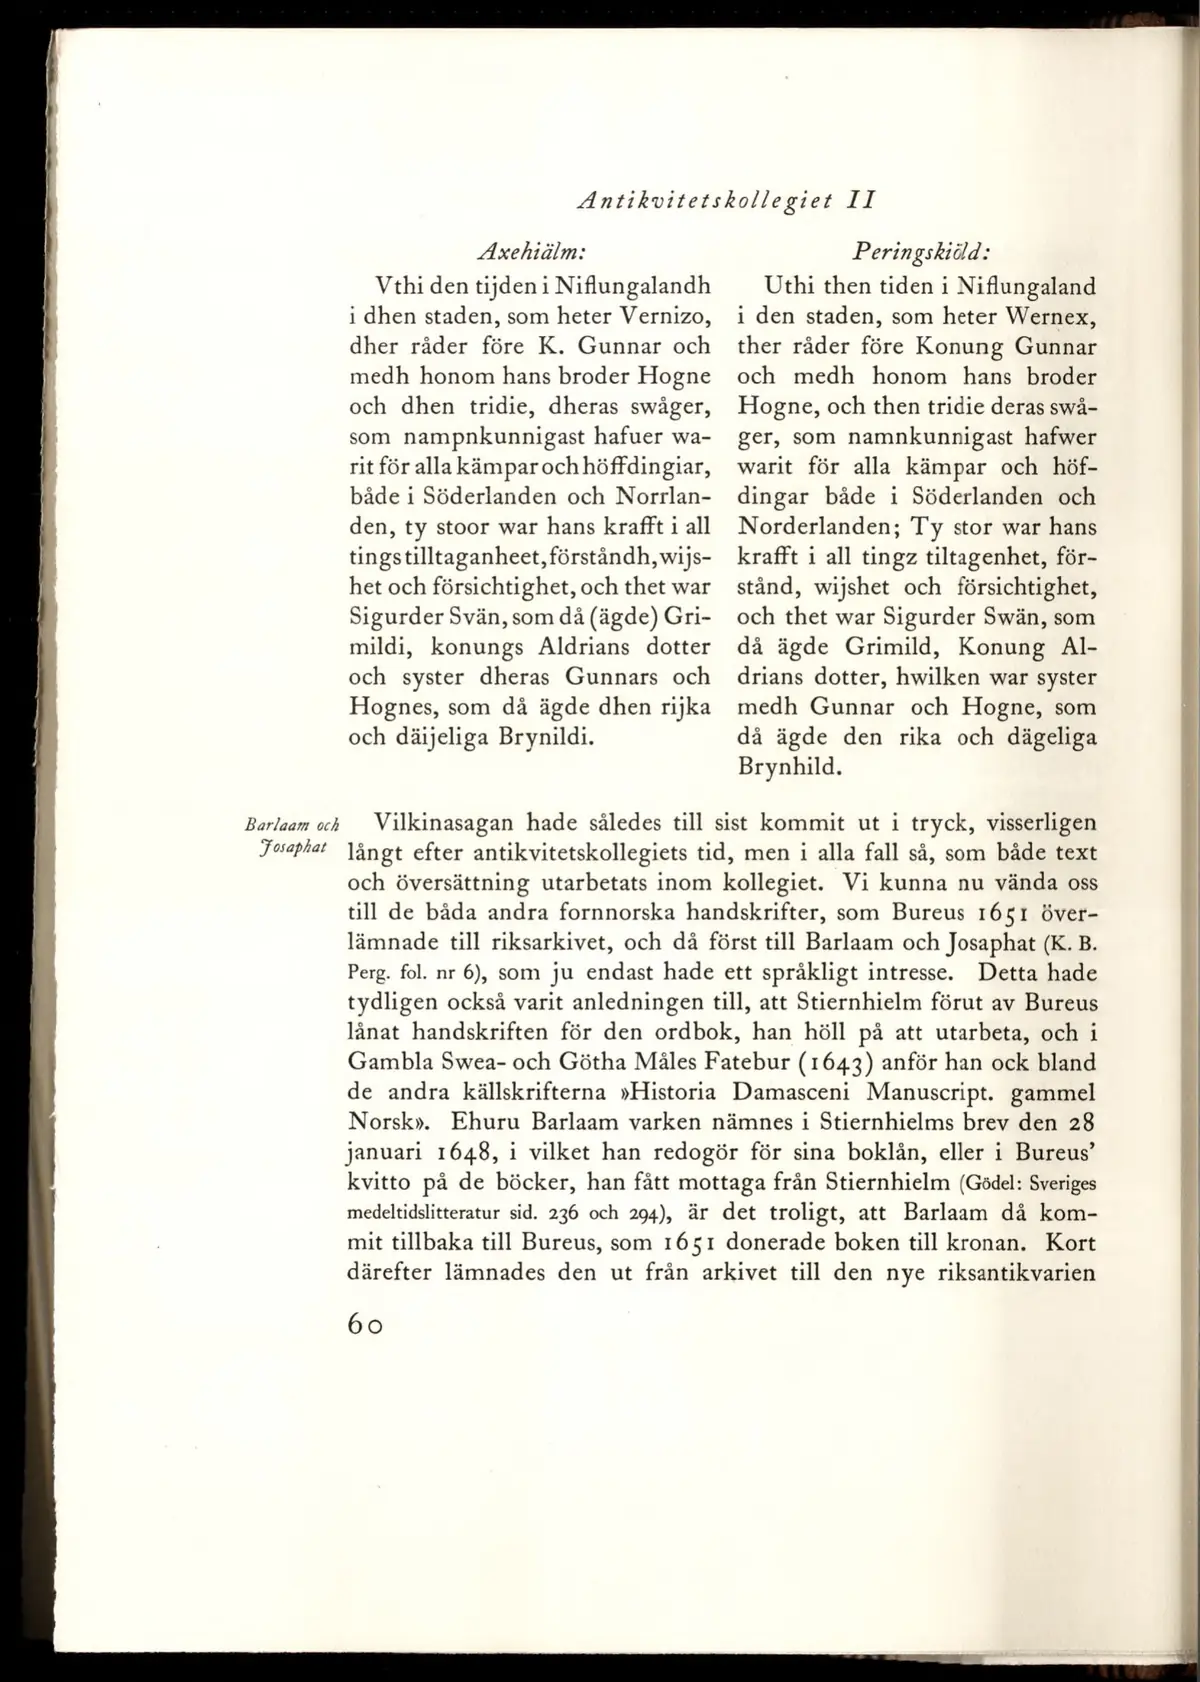 Antikvitetskollegiet II
Axehiälm:
Vthi den tijden i Niflungalandh
i dhen staden, som heter Vernizo,
dher råder före K. Gunnar och
medh honom hans broder Hogne
och dhen tridie, dheras swåger,
som nampnkunnigast hafuer wa-
rit för alla kämpar och höffdingiar,
både i Söderlanden och Norrlan-
den, ty stoor war hans krafft i all
tings tilltaganheet, förståndh, wijs-
het och försichtighet, och thet war
Sigurder Svän, som då (ägde) Gri-
mildi, konungs Aldrians dotter
och syster dheras Gunnars och
Hognes, som då ägde dhen rijka
och däijeliga Brynildi.
Peringskiöld:
Uthi then tiden i Niflungaland
i den staden, som heter Wernex,
ther råder före Konung Gunnar
och medh honom hans broder
Hogne, och then tridie deras swå-
ger, som namnkunnigast hafwer
warit för alla kämpar och höf-
dingar både i Söderlanden och
Norderlanden; Ty stor war hans
krafft i all tingz tiltagenhet, för-
stånd, wijshet och försichtighet,
och thet war Sigurder Swän, som
då ägde Grimild, Konung Al-
drians dotter, hwilken war syster
medh Gunnar och Hogne, som
då ägde den rika och dägeliga
Brynhild.
Barlaam och
Josaphat
Vilkinasagan hade således till sist kommit ut i tryck, visserligen
långt efter antikvitetskollegiets tid, men i alla fall så, som både text
och översättning utarbetats inom kollegiet. Vi kunna nu vända oss
till de båda andra fornnorska handskrifter, som Bureus 1651 över-
lämnade till riksarkivet, och då först till Barlaam och Josaphat (K. B.
Perg. fol. nr 6), som ju endast hade ett språkligt intresse. Detta hade
tydligen också varit anledningen till, att Stiernhielm förut av Bureus
lånat handskriften för den ordbok, han höll på att utarbeta, och i
Gambla Swea- och Götha Måles Fatebur (1643) anför han ock bland
de andra källskrifterna »Historia Damasceni Manuscript. gammel
Norsk». Ehuru Barlaam varken nämnes i Stiernhielms brev den 28
januari 1648, i vilket han redogör för sina boklån, eller i Bureus’
kvitto på de böcker, han fått mottaga från Stiernhielm (Gödel: Sveriges
medeltidslitteratur sid. 236 och 294), är det troligt, att Barlaam då kom-
mit tillbaka till Bureus, som 1651 donerade boken till kronan. Kort
därefter lämnades den ut från arkivet till den nye riksantikvarien
60